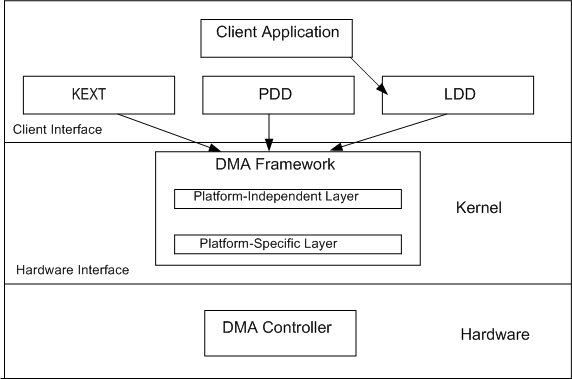 Client Application
KEXT
PDD
LDD
Client Interface
DMA Framework
Platform-Independent Layer
Kernel
Platform-Specific Layer
Hardware Interface
DMA Controller
Hardware